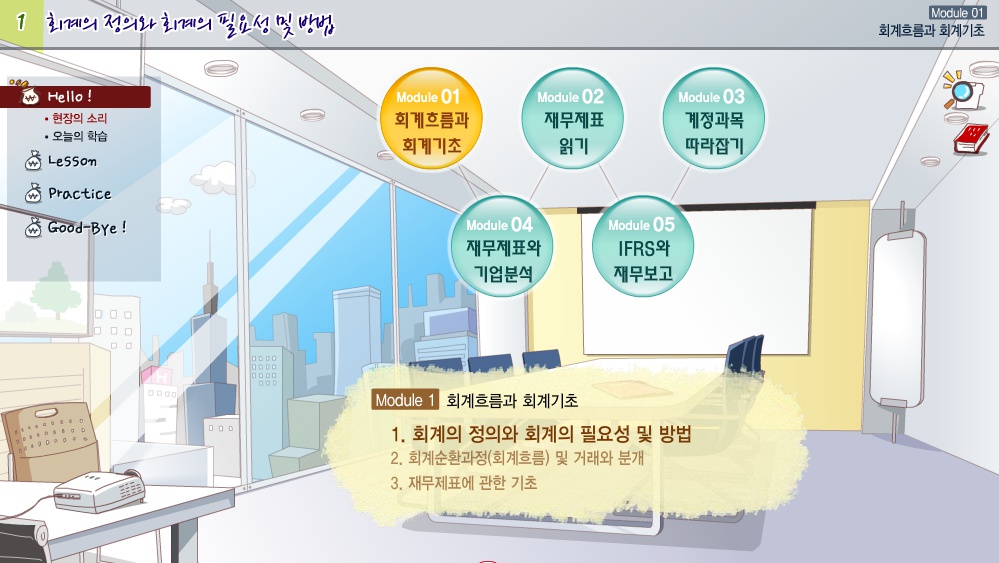 1 회계의 정의와 회계의 필요성 및 방법
Module 01
회계흐름과 회계기초
Hello !
• 현장의 소리
• 오늘의 학습
Lesson
Practice
Good-Bye !
Module 01
회계흐름과
회계기초
Module 02
재무제표
읽기
Module 03
계정과목
따라잡기
Module 04
재무제표와
기업분석
Module 05
IFRS와
재무보고
Module 1 회계흐름과 회계기초
1. 회계의 정의와 회계의 필요성 및 방법
2. 회계순환과정(회계흐름) 및 거래와 분개
3. 재무제표에 관한 기초